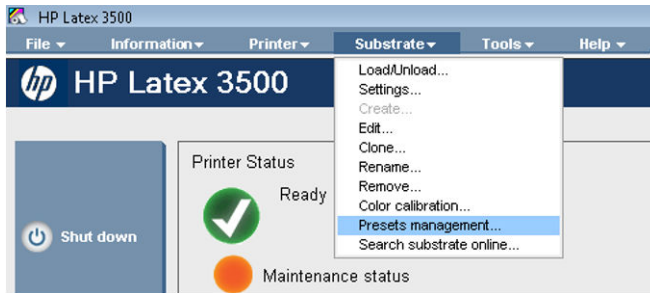 HP Latex 3500
File Information Printer Substrate Tools Help
hp HP Latex 3500
Load/Unload...
Settings...
Create...
Edit...
Clone...
Rename...
Remove...
Color calibration...
Presets management...
Search substrate online...
Printer Status
Ready
Shut down
Maintenance status